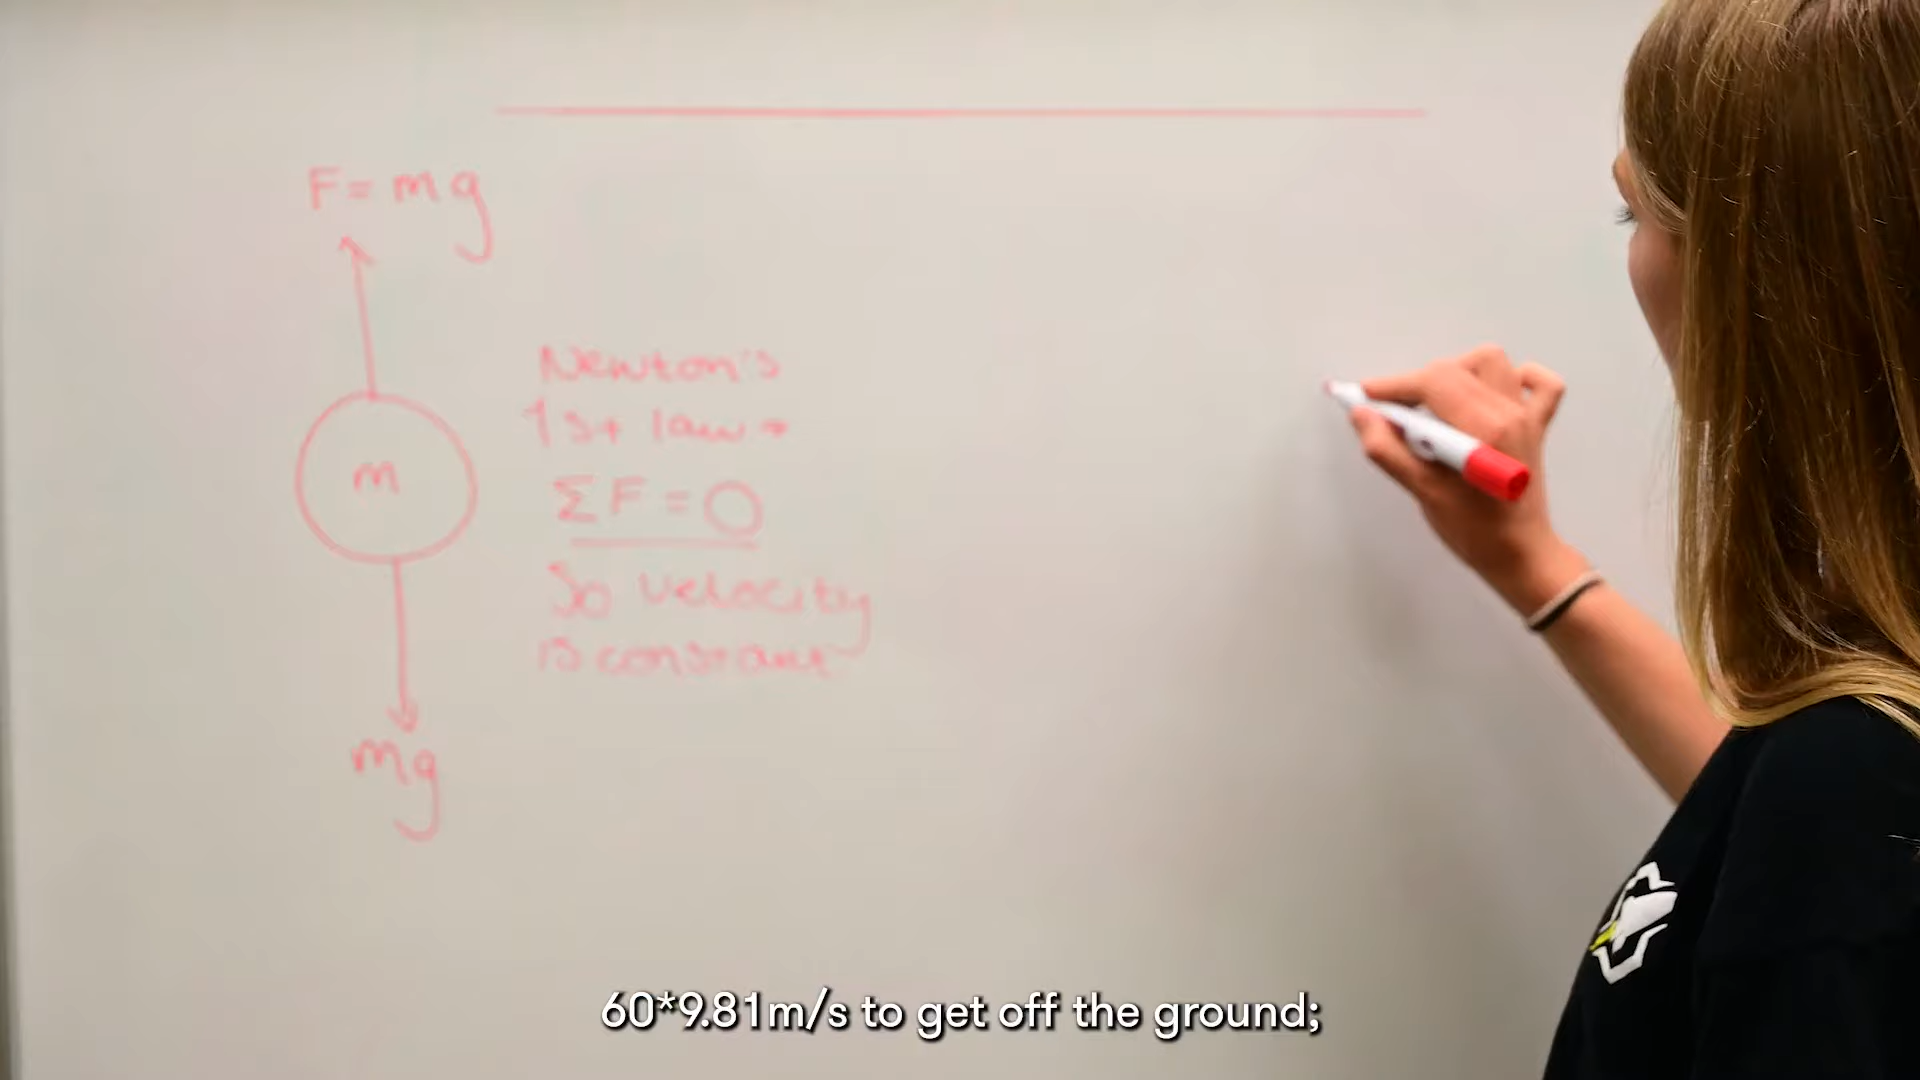 F = mg
m
mg
Newton's
1st law →
ΣF = 0
So velocity
is constant
60*9.81m/s to get off the ground;